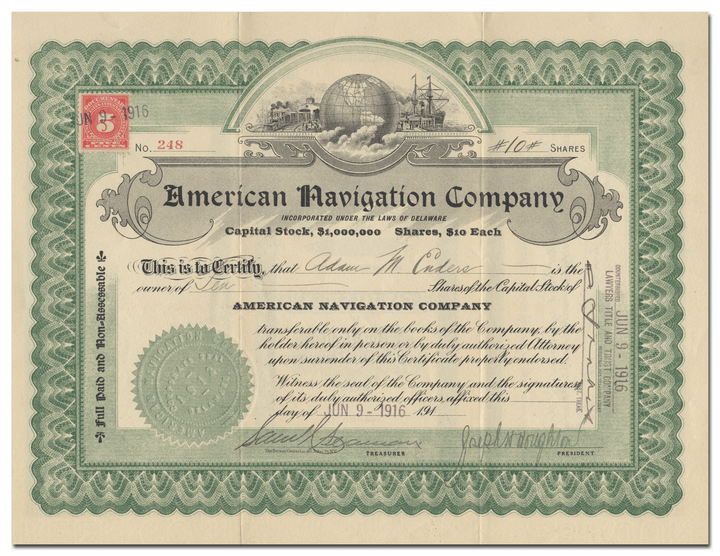 DOCUMENTARY
5
JUN 9 - 1916
No. 248
#10# SHARES
American Navigation Company
INCORPORATED UNDER THE LAWS OF DELAWARE
Capital Stock, $1,000,000 Shares, $10 Each
This is to Certify, that Adam M. Enders is the
owner of Ten Shares of the Capital Stock of
AMERICAN NAVIGATION COMPANY
transferable only on the books of the Company, by the
holder hereof in person or by duly authorized Attorney
upon surrender of this Certificate properly endorsed.
Witness the seal of the Company and the signatures
of its duly authorized officers, affixed this
day of JUN 9 - 1916 191
TREASURER
Joseph H. Houghton
PRESIDENT
Full Paid and Non-Assessable
COUNTERSIGNED
JUN 9 - 1916
LAWYERS TITLE AND TRUST COMPANY